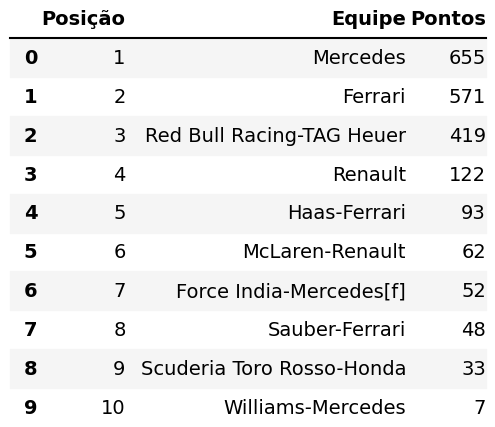 Posição Equipe Pontos
0 1 Mercedes 655
1 2 Ferrari 571
2 3 Red Bull Racing-TAG Heuer 419
3 4 Renault 122
4 5 Haas-Ferrari 93
5 6 McLaren-Renault 62
6 7 Force India-Mercedes[f] 52
7 8 Sauber-Ferrari 48
8 9 Scuderia Toro Rosso-Honda 33
9 10 Williams-Mercedes 7